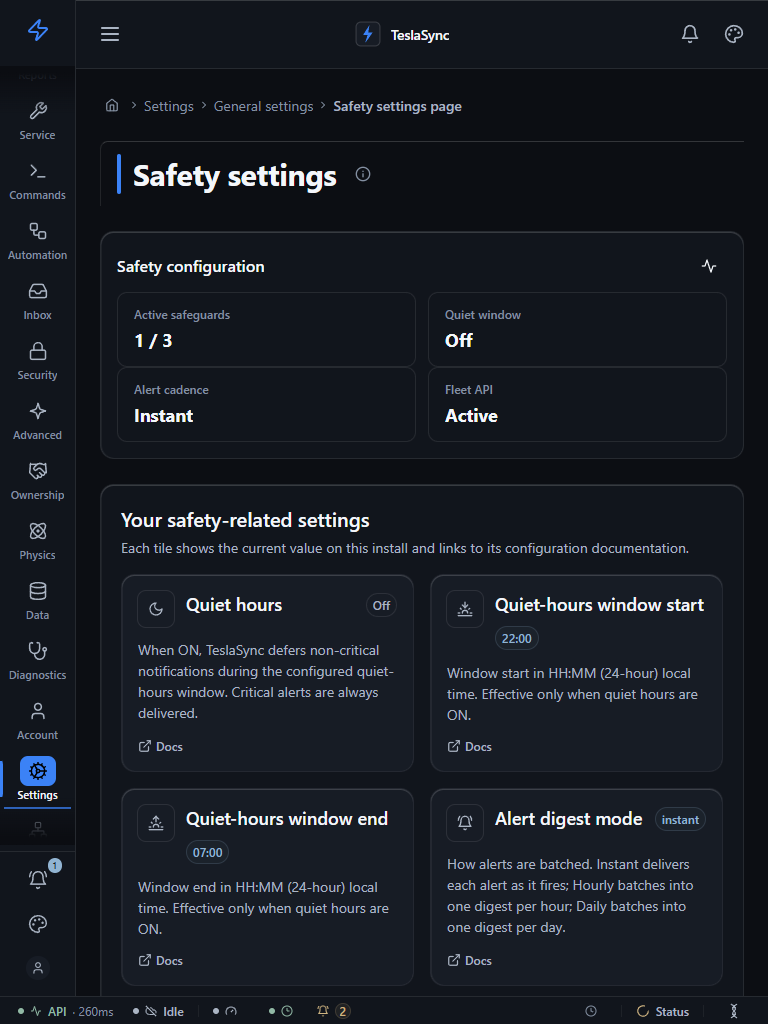 TeslaSync
Reports
Service
Commands
Automation
Inbox
Security
Advanced
Ownership
Physics
Data
Diagnostics
Account
Settings
1
Settings
General settings
Safety settings page
Safety settings
Safety configuration
Active safeguards
1 / 3
Quiet window
Off
Alert cadence
Instant
Fleet API
Active
Your safety-related settings
Each tile shows the current value on this install and links to its configuration documentation.
Quiet hours
Off
When ON, TeslaSync defers non-critical
notifications during the configured quiet-
hours window. Critical alerts are always
delivered.
Docs
Quiet-hours window start
22:00
Window start in HH:MM (24-hour) local
time. Effective only when quiet hours are
ON.
Docs
Quiet-hours window end
07:00
Window end in HH:MM (24-hour) local
time. Effective only when quiet hours are
ON.
Docs
Alert digest mode
instant
How alerts are batched. Instant delivers
each alert as it fires; Hourly batches into
one digest per hour; Daily batches into
one digest per day.
Docs
API · 260ms
Idle
2
Status